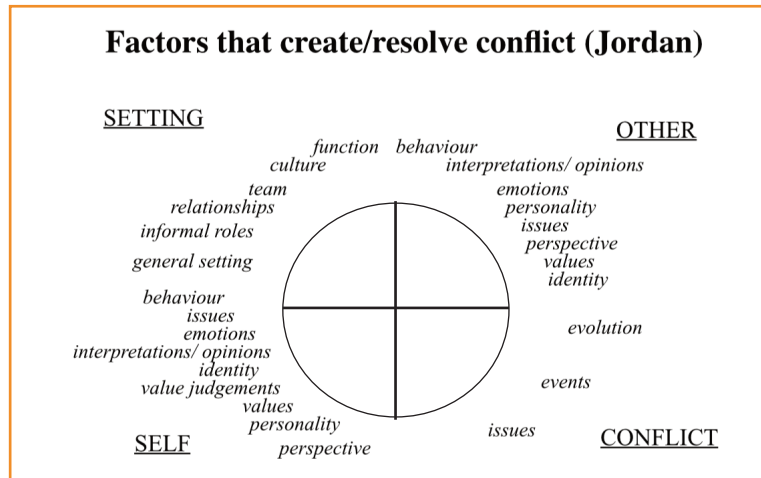 Factors that create/resolve conflict (Jordan)
SETTING
function
culture
team
relationships
informal roles
general setting
OTHER
behaviour
interpretations/ opinions
emotions
personality
issues
perspective
values
identity
behaviour
issues
emotions
interpretations/ opinions
identity
value judgements
values
personality
perspective
SELF
evolution
events
issues
CONFLICT